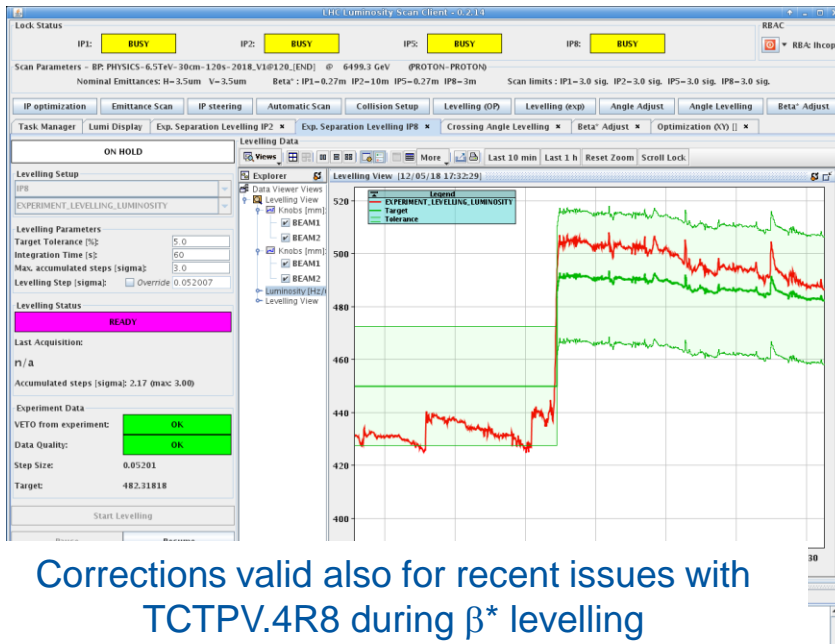 LHC Luminosity Scan Client - 0.2.14
Lock Status
RBAC
IP1: BUSY IP2: BUSY IP5: BUSY IP8: BUSY
RBA: lhcop
Scan Parameters - BP: PHYSICS-6.5TeV-30cm-120s-2018_V1@120_[END] @ 6499.3 GeV (PROTON-PROTON)
Nominal Emittances: H=3.5um V=3.5um Beta*: IP1=0.27m IP2=10m IP5=0.27m IP8=3m Scan limits : IP1=3.0 sig. IP2=3.0 sig. IP5=3.0 sig. IP8=3.0 sig.
IP optimization Emittance Scan IP steering Automatic Scan Collision Setup Levelling (OP) Levelling (exp) Angle Adjust Angle Levelling Beta* Adjust
Task Manager Lumi Display Exp. Separation Levelling IP2 × Exp. Separation Levelling IP8 × Crossing Angle Levelling × Beta* Adjust × Optimization (XY) [] ×
ON HOLD
Levelling Data
Views More Last 10 min Last 1 h Reset Zoom Scroll Lock
Levelling Setup
IP8
EXPERIMENT_LEVELLING_LUMINOSITY
Levelling Parameters
Target Tolerance [%]: 5.0
Integration Time [s]: 60
Max. accumulated steps [sigma]: 3.0
Levelling Step [sigma]: Override 0.052007
Levelling Status
READY
Last Acquisition:
n/a
Accumulated steps [sigma]: 2.17 (max: 3.00)
Experiment Data
VETO from experiment: OK
Data Quality: OK
Step Size: 0.05201
Target: 482.31818
Start Levelling
Explorer
Data Viewer Views
Levelling View
Knobs [mm]:
BEAM1
BEAM2
Knobs [mm]:
BEAM1
BEAM2
Luminosity [Hz/
Levelling View
Levelling View [12/05/18 17:32:29]
Legend
EXPERIMENT_LEVELLING_LUMINOSITY
Target
Tolerance
520
500
480
460
440
420
400
30
Corrections valid also for recent issues with
TCTPV.4R8 during β* levelling